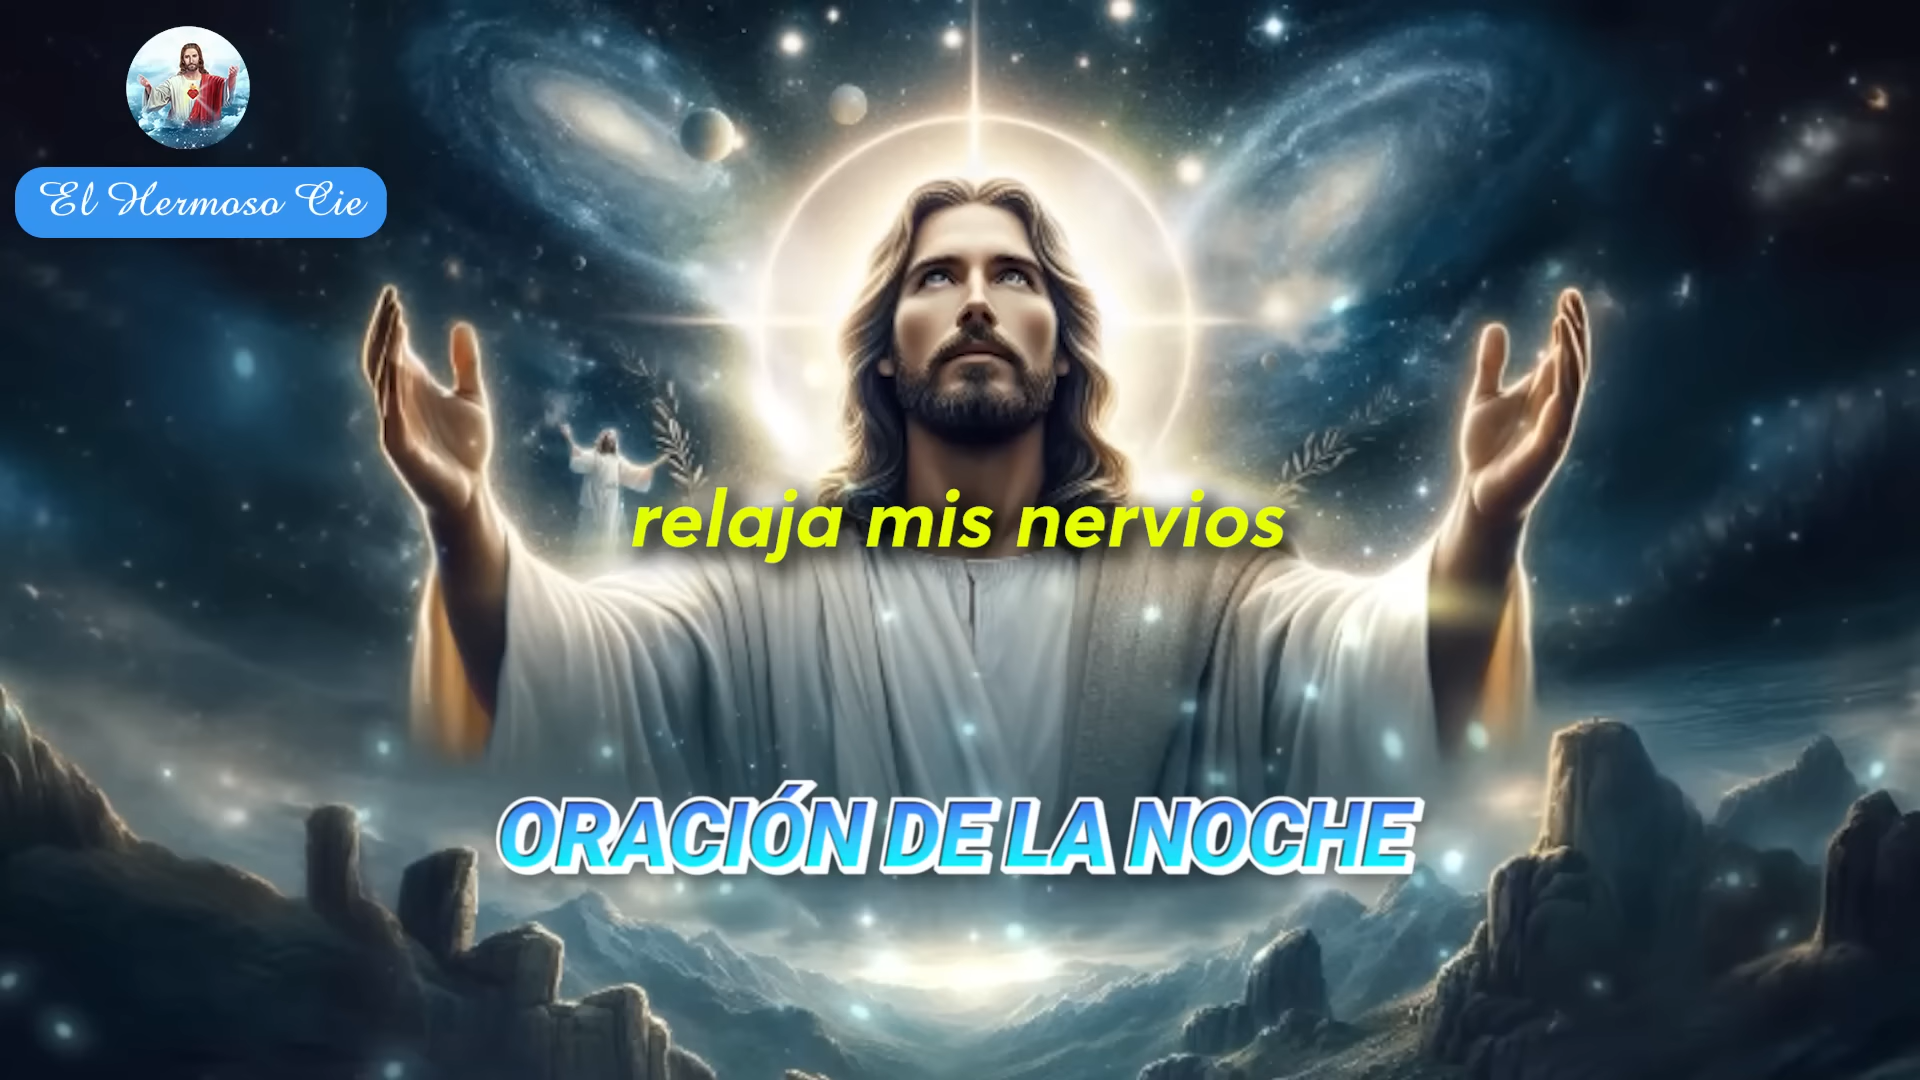 El Hermoso Cie
relaja mis nervios
ORACIÓN DE LA NOCHE